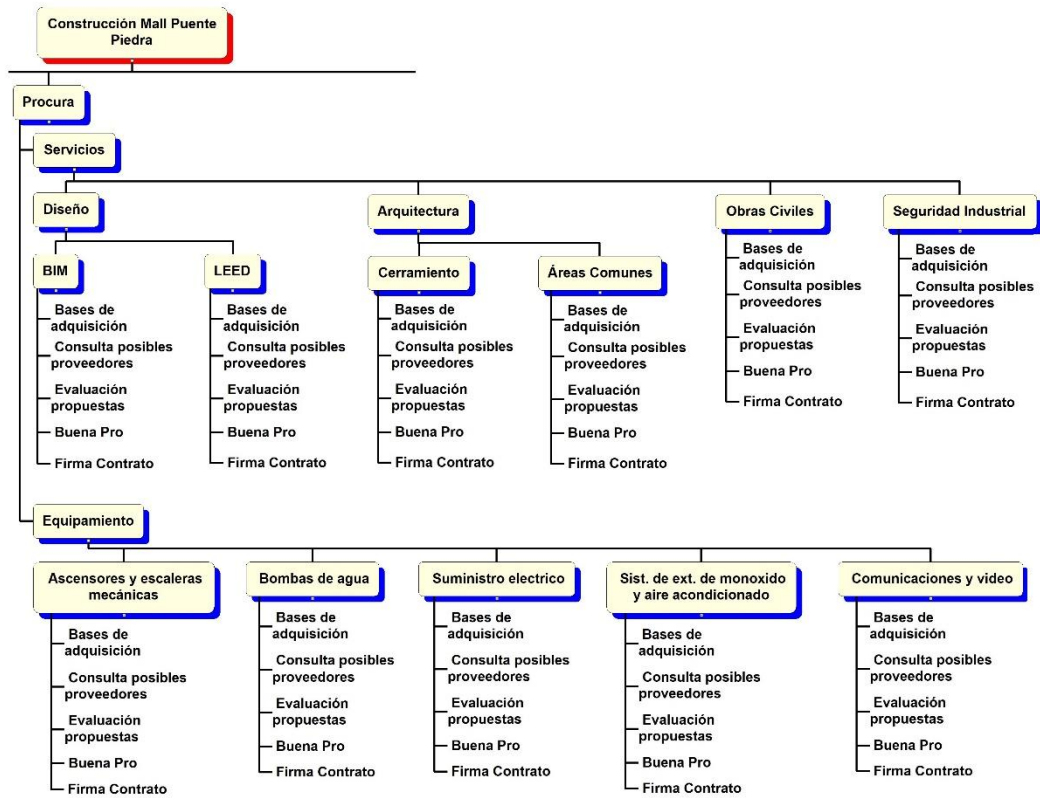 Construcción Mall Puente
Piedra
Procura
Servicios
Diseño
Arquitectura
Obras Civiles
Seguridad Industrial
BIM
Bases de
adquisición
Consulta posibles
proveedores
Evaluación
propuestas
Buena Pro
Firma Contrato
LEED
Bases de
adquisición
Consulta posibles
proveedores
Evaluación
propuestas
Buena Pro
Firma Contrato
Cerramiento
Bases de
adquisición
Consulta posibles
proveedores
Evaluación
propuestas
Buena Pro
Firma Contrato
Áreas Comunes
Bases de
adquisición
Consulta posibles
proveedores
Evaluación
propuestas
Buena Pro
Firma Contrato
Bases de
adquisición
Consulta posibles
proveedores
Evaluación
propuestas
Buena Pro
Firma Contrato
Bases de
adquisición
Consulta posibles
proveedores
Evaluación
propuestas
Buena Pro
Firma Contrato
Equipamiento
Ascensores y escaleras
mecánicas
Bases de
adquisición
Consulta posibles
proveedores
Evaluación
propuestas
Buena Pro
Firma Contrato
Bombas de agua
Bases de
adquisición
Consulta posibles
proveedores
Evaluación
propuestas
Buena Pro
Firma Contrato
Suministro electrico
Bases de
adquisición
Consulta posibles
proveedores
Evaluación
propuestas
Buena Pro
Firma Contrato
Sist. de ext. de monoxido
y aire acondicionado
Bases de
adquisición
Consulta posibles
proveedores
Evaluación
propuestas
Buena Pro
Firma Contrato
Comunicaciones y video
Bases de
adquisición
Consulta posibles
proveedores
Evaluación
propuestas
Buena Pro
Firma Contrato